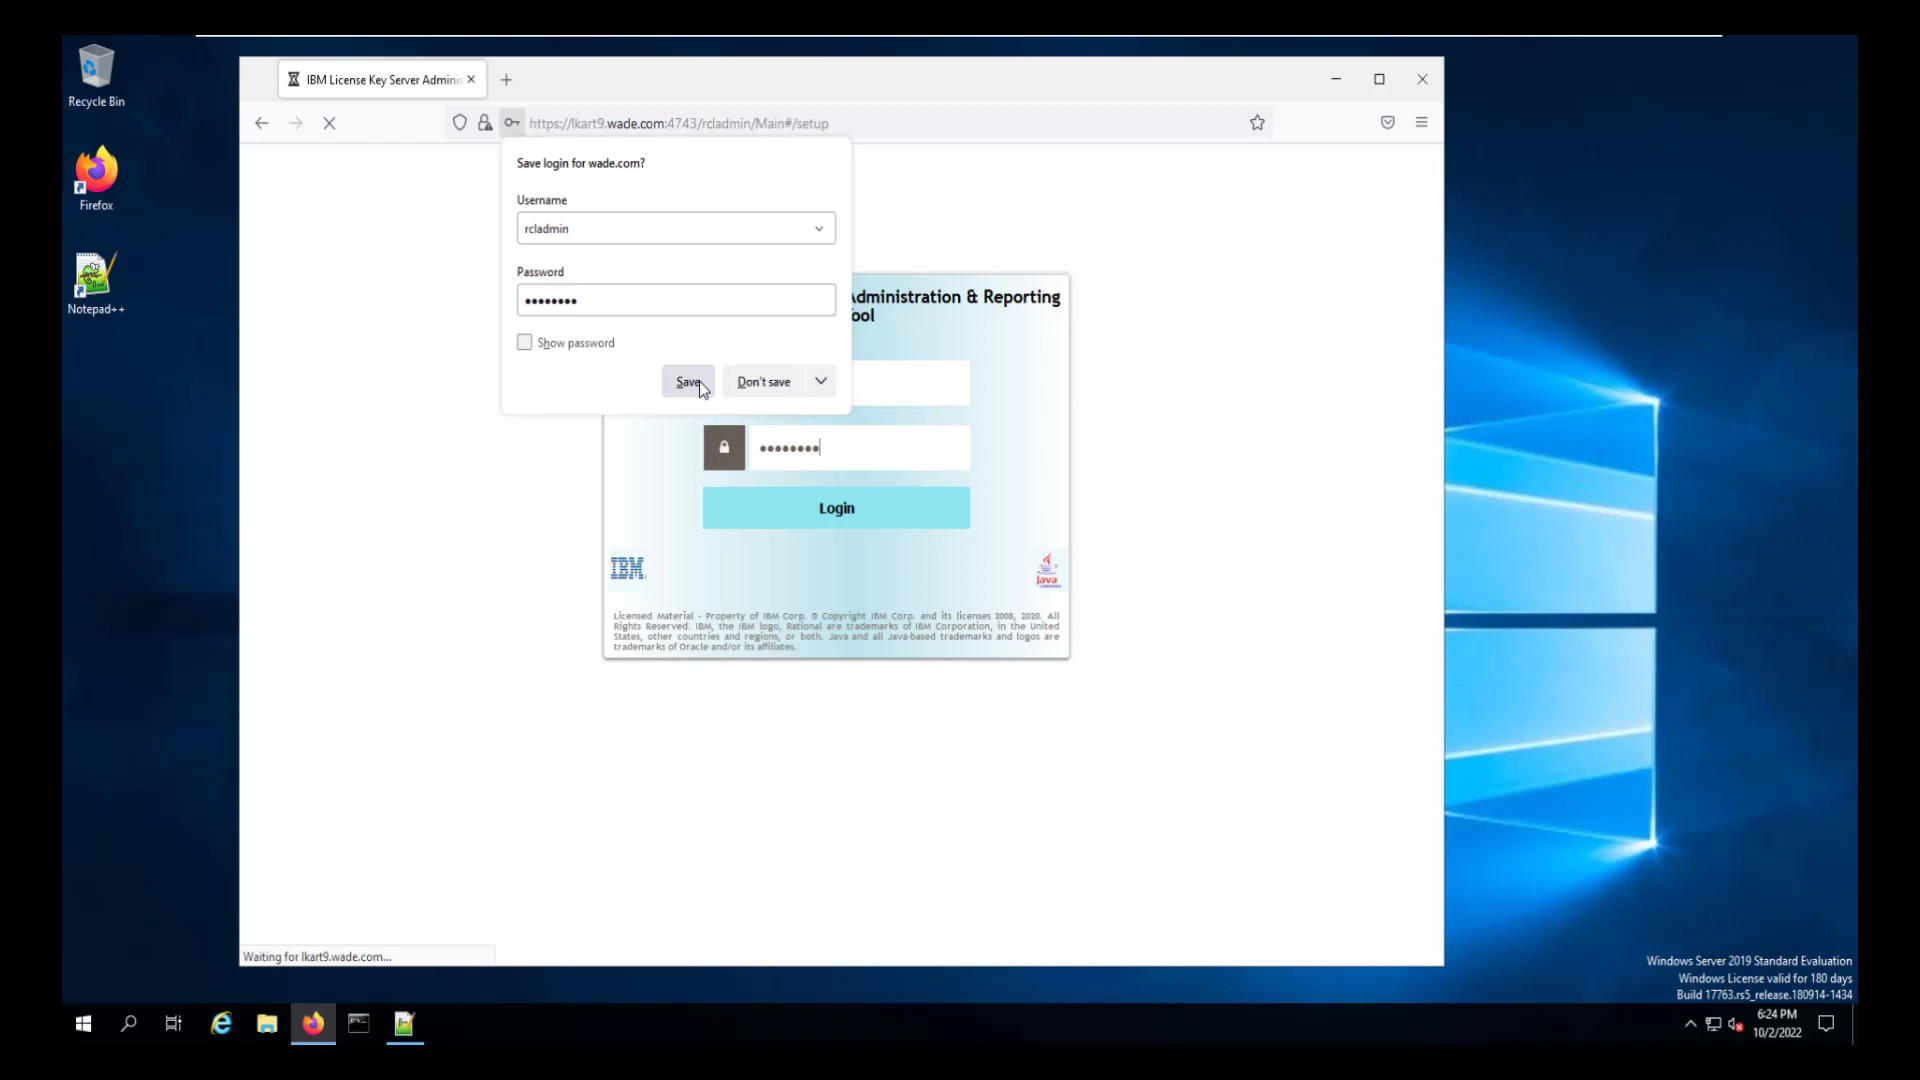 Recycle Bin
Firefox
Notepad++
IBM License Key Server Admini
https://lkart9.wade.com:4743/rcladmin/Main#/setup
Save login for wade.com?
Username
rcladmin
Password
••••••••
Show password
Save
Don't save
Administration & Reporting
ool
••••••••
Login
IBM
Java
Licensed Material - Property of IBM Corp. © Copyright IBM Corp. and its licenses 2008, 2020. All
Rights Reserved. IBM, the IBM logo, Rational are trademarks of IBM Corporation, in the United
States, other countries and regions, or both. Java and all Java-based trademarks and logos are
trademarks of Oracle and/or its affiliates.
Waiting for lkart9.wade.com...
Windows Server 2019 Standard Evaluation
Windows License valid for 180 days
Build 17763.rs5_release.180914-1434
6:24 PM
10/2/2022